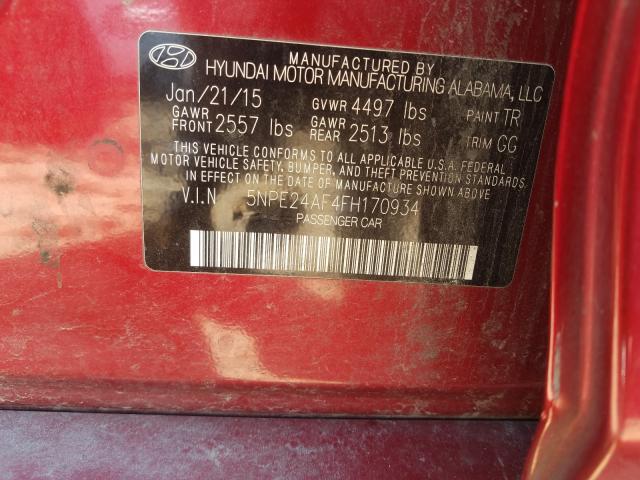 MANUFACTURED BY
HYUNDAI MOTOR MANUFACTURING ALABAMA, LLC
Jan/21/15 GVWR 4497 lbs PAINT TR
GAWR FRONT 2557 lbs GAWR REAR 2513 lbs TRIM GG
THIS VEHICLE CONFORMS TO ALL APPLICABLE U.S.A. FEDERAL
MOTOR VEHICLE SAFETY, BUMPER, AND THEFT PREVENTION STANDARDS
IN EFFECT ON THE DATE OF MANUFACTURE SHOWN ABOVE
V.I.N 5NPE24AF4FH170934
PASSENGER CAR